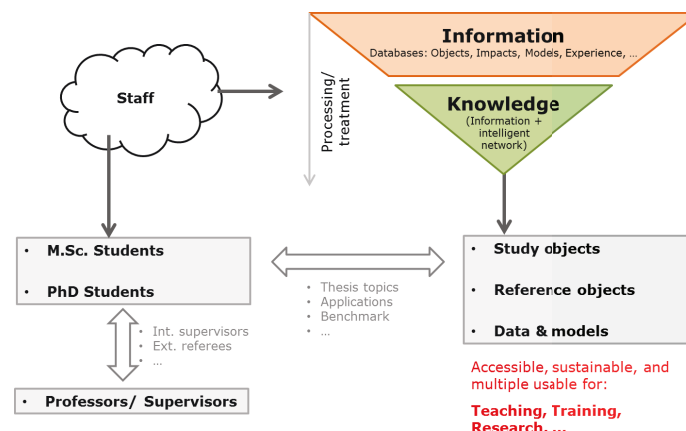 Information
Databases: Objects, Impacts, Models, Experience, ...
Staff
Processing/
treatment
Knowledge
(Information +
intelligent
network)
• M.Sc. Students
• PhD Students
• Study objects
• Reference objects
• Data & models
• Thesis topics
• Applications
• Benchmark
• ...
• Int. supervisors
• Ext. referees
• ...
• Professors/ Supervisors
Accessible, sustainable, and
multiple usable for:
Teaching, Training,
Research, ...